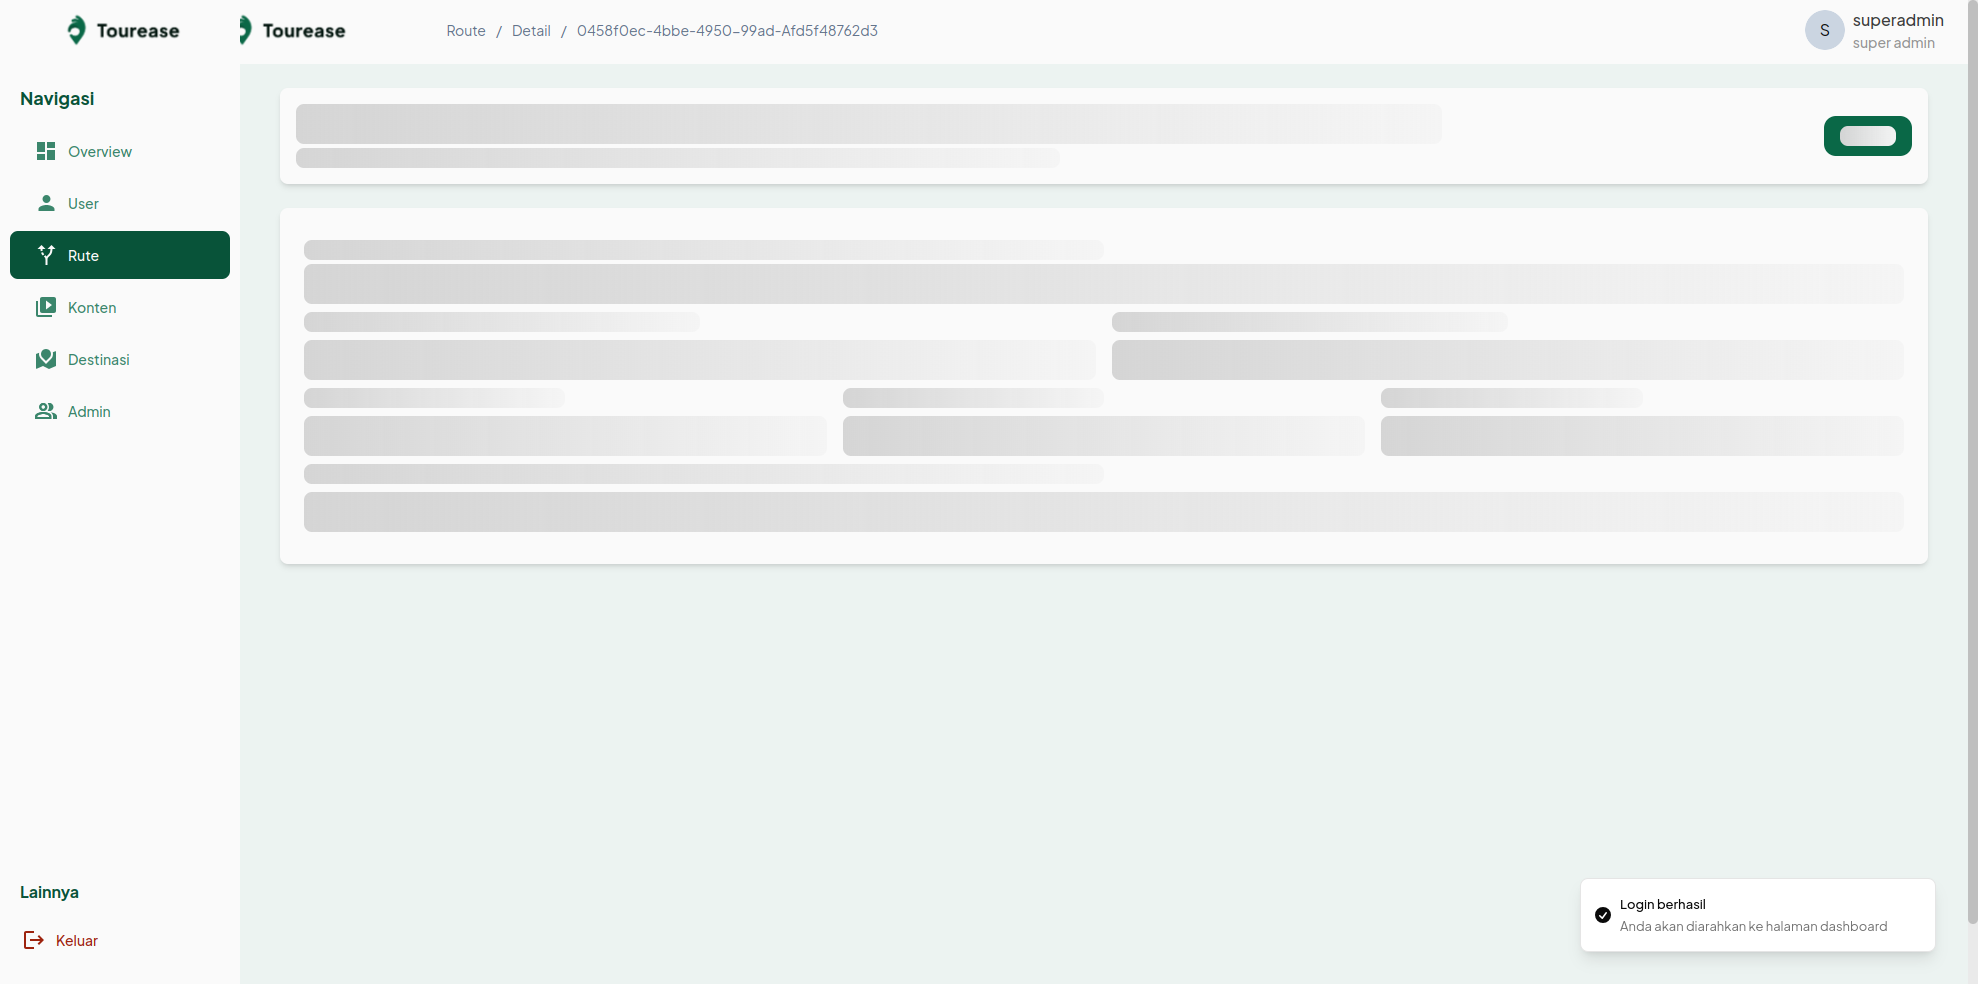 Tourease
Tourease
Route / Detail / 0458f0ec-4bbe-4950-99ad-Afd5f48762d3
S
superadmin
super admin
Navigasi
Overview
User
Rute
Konten
Destinasi
Admin
Lainnya
Keluar
Login berhasil
Anda akan diarahkan ke halaman dashboard